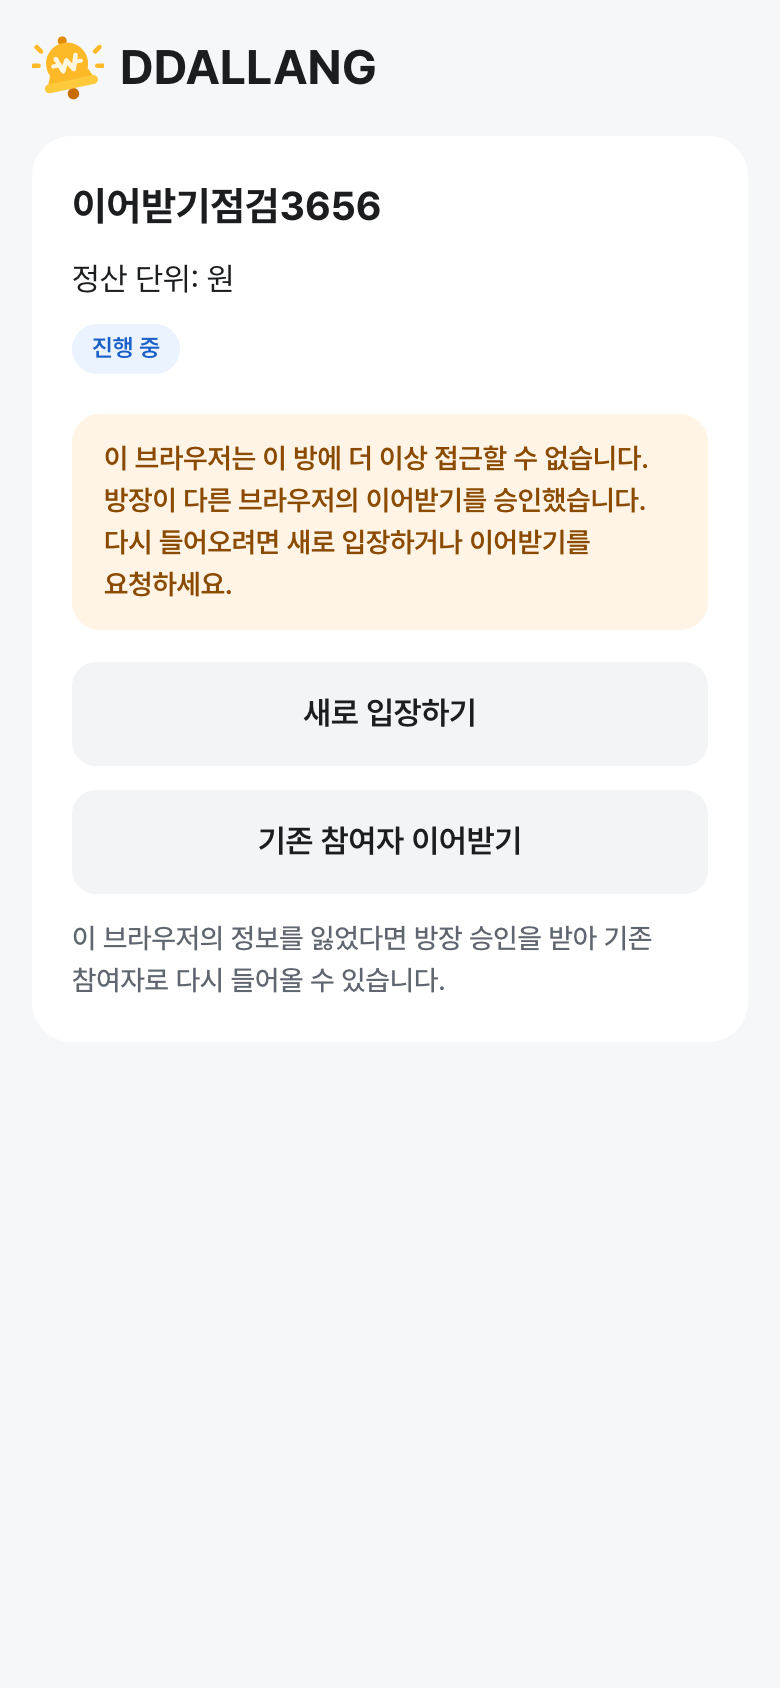 DDALLANG
이어받기점검3656
정산 단위: 원
진행 중
이 브라우저는 이 방에 더 이상 접근할 수 없습니다.
방장이 다른 브라우저의 이어받기를 승인했습니다.
다시 들어오려면 새로 입장하거나 이어받기를
요청하세요.
새로 입장하기
기존 참여자 이어받기
이 브라우저의 정보를 잃었다면 방장 승인을 받아 기존
참여자로 다시 들어올 수 있습니다.